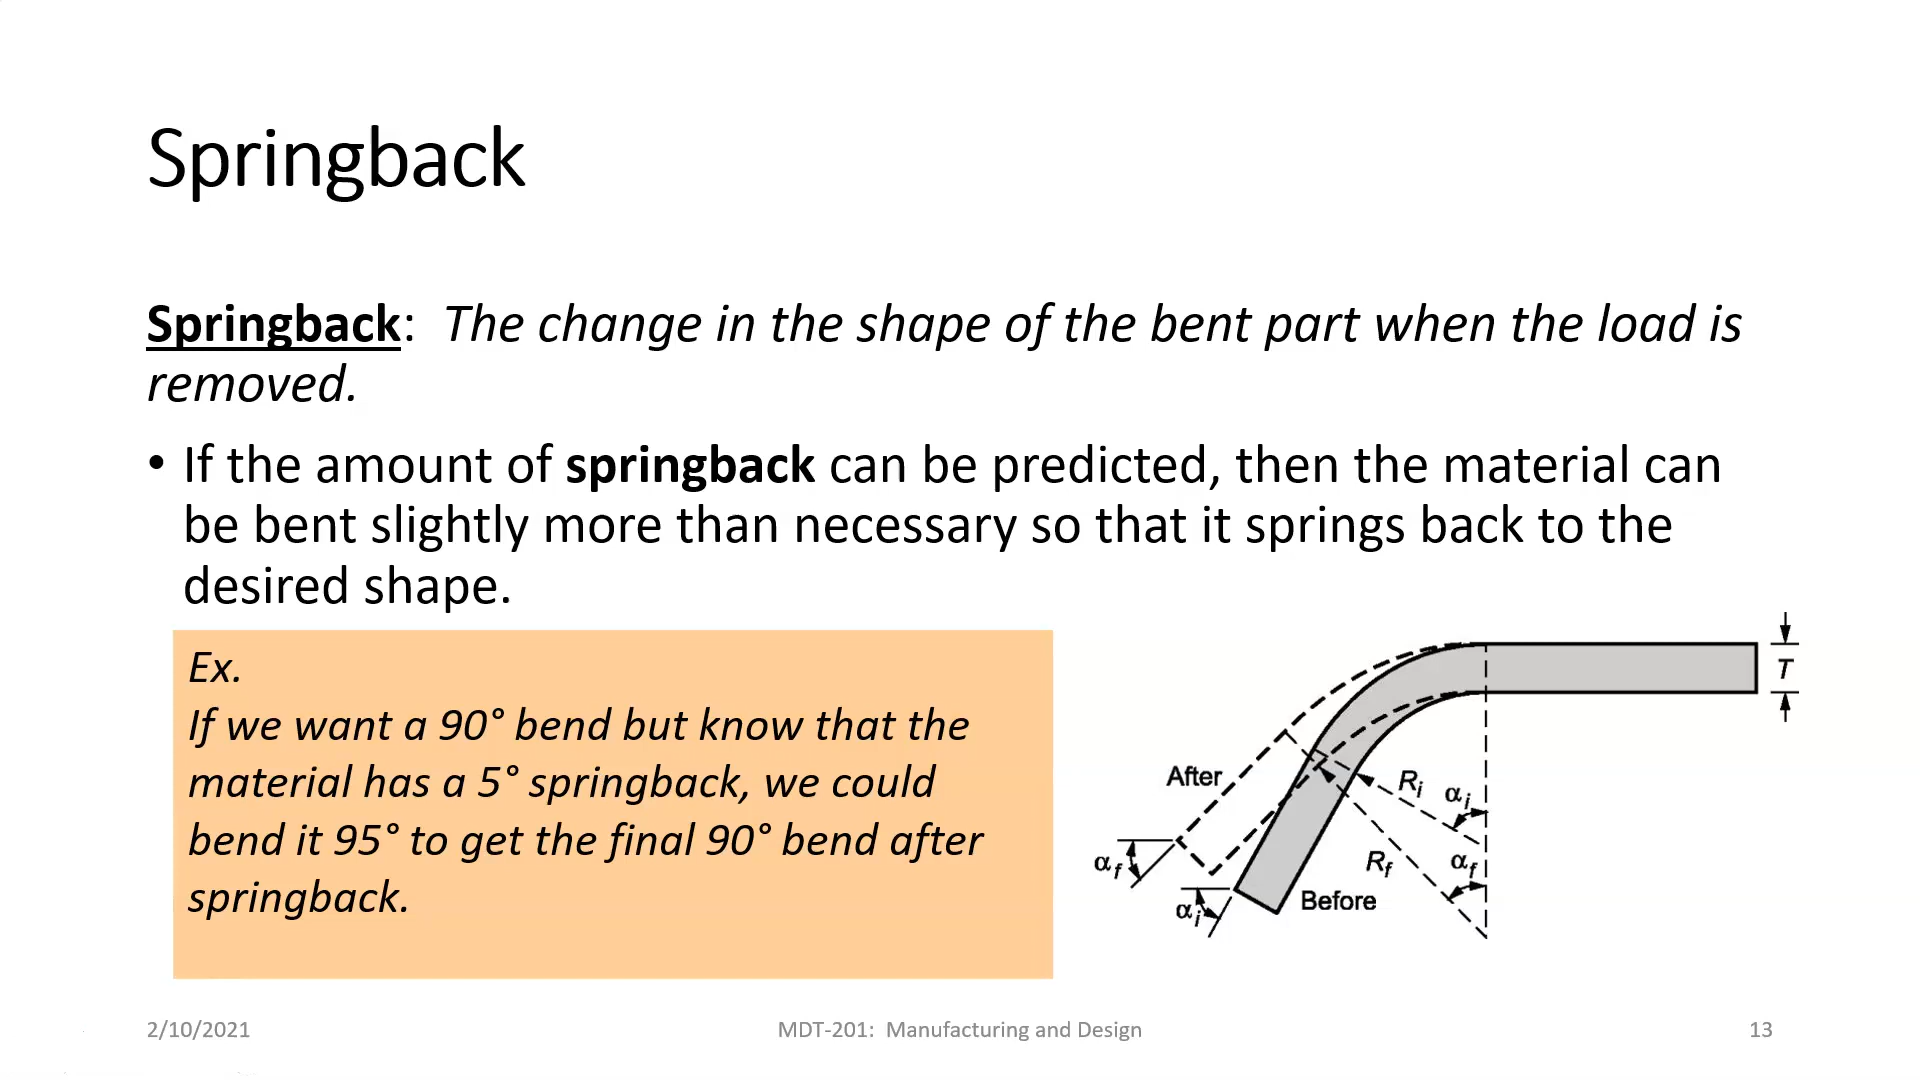 Springback
Springback:  The change in the shape of the bent part when the load is
removed.
• If the amount of springback can be predicted, then the material can
be bent slightly more than necessary so that it springs back to the
desired shape.
Ex.
If we want a 90° bend but know that the
material has a 5° springback, we could
bend it 95° to get the final 90° bend after
springback.
T
After
Ri
αi
αf
Rf
αf
αi
Before
2/10/2021
MDT-201:  Manufacturing and Design
13